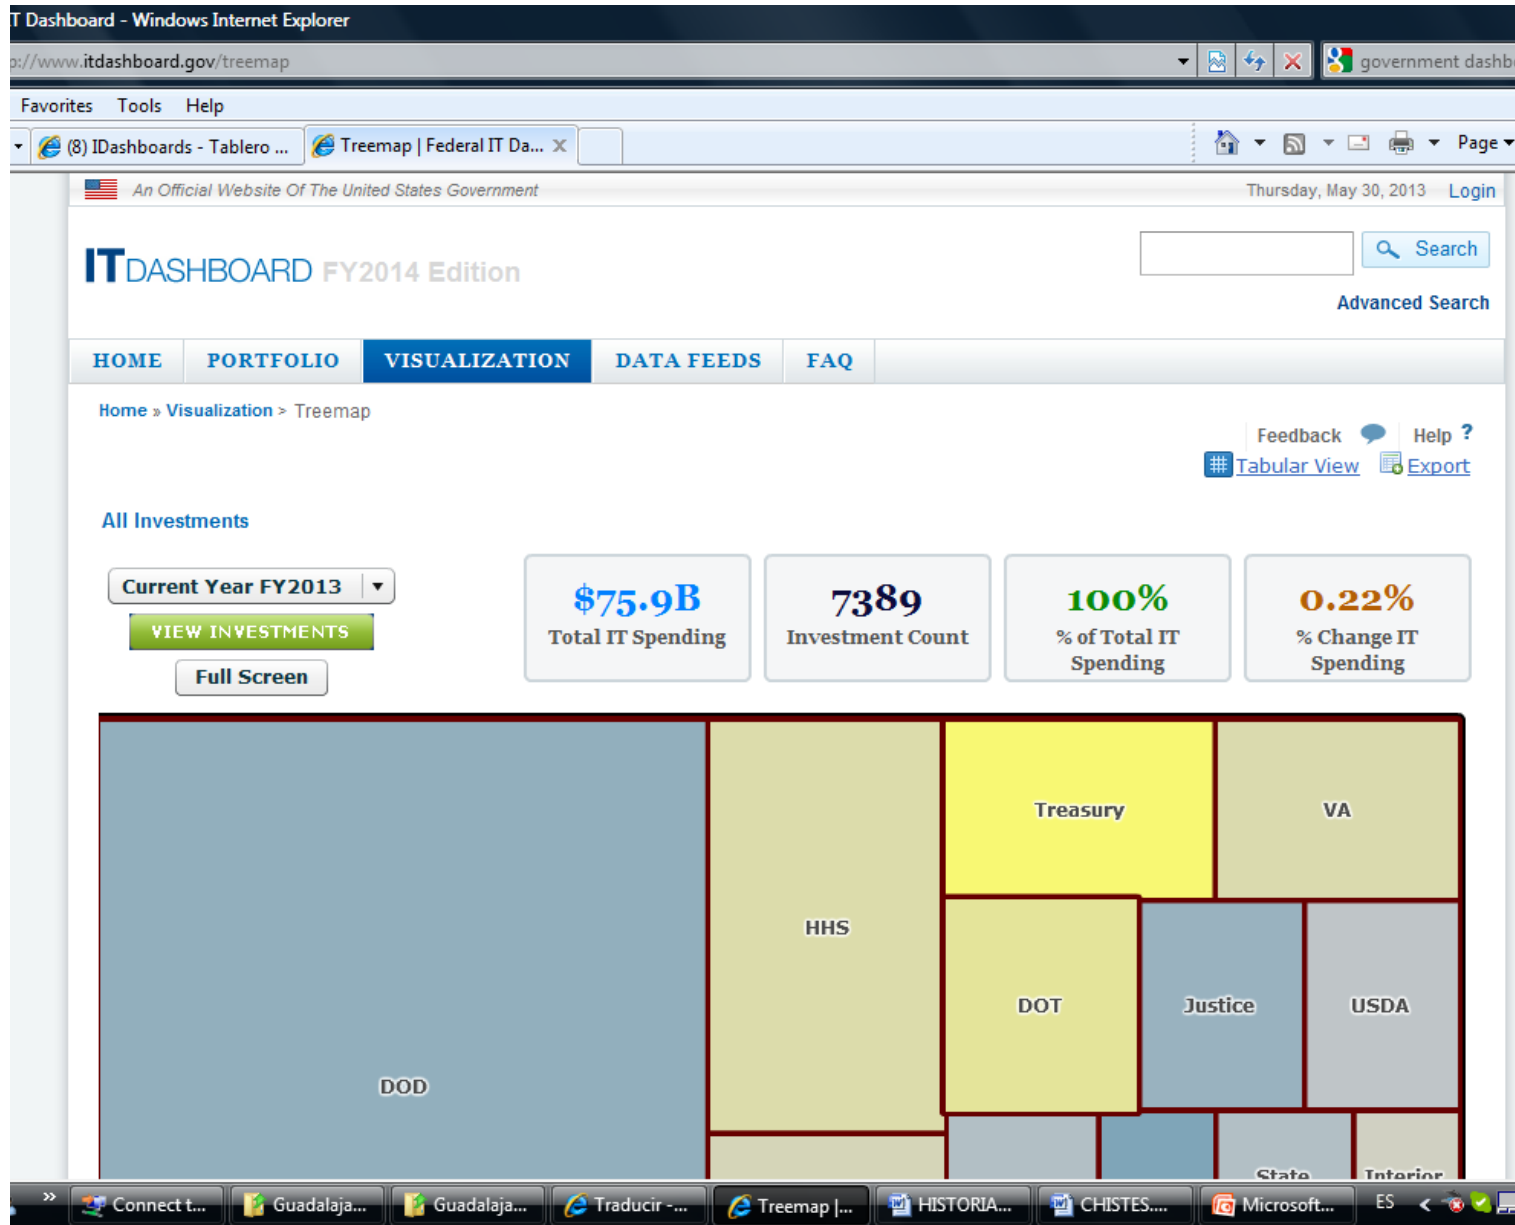 IT Dashboard - Windows Internet Explorer
p://www.itdashboard.gov/treemap
government dashb
Favorites Tools Help
(8) IDashboards - Tablero ... Treemap | Federal IT Da... X Page
An Official Website Of The United States Government Thursday, May 30, 2013 Login
ITDASHBOARD FY2014 Edition Search
Advanced Search
HOME PORTFOLIO VISUALIZATION DATA FEEDS FAQ
Home » Visualization > Treemap
Feedback Help ?
Tabular View Export
All Investments
Current Year FY2013
VIEW INVESTMENTS
Full Screen
$75.9B
Total IT Spending
7389
Investment Count
100%
% of Total IT
Spending
0.22%
% Change IT
Spending
Treasury VA
HHS
DOT Justice USDA
DOD
State Interior
» Connect t... Guadalaja... Guadalaja... Traducir -... Treemap |... HISTORIA... CHISTES.... Microsoft... ES <